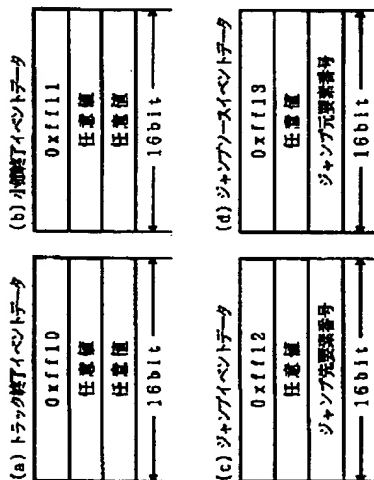 (a) トラック終了イベントデータ
0xff10
任意値
任意値
16bit
(b) 小節終了イベントデータ
0xff11
任意値
任意値
16bit
(c) ジャンプイベントデータ
0xff12
任意値
ジャンプ先要素番号
16bit
(d) ジャンプソースイベントデータ
0xff13
任意値
ジャンプ元要素番号
16bit